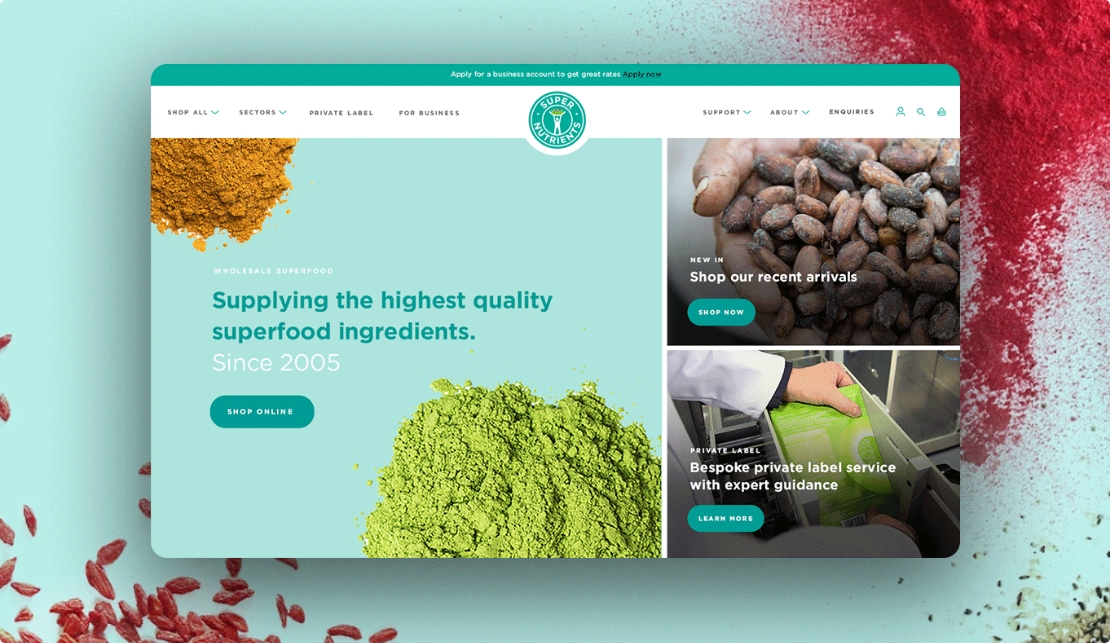 Apply for a business account to get great rates Apply now
SHOP ALL SECTORS PRIVATE LABEL FOR BUSINESS
SUPER NUTRIENTS
SUPPORT ABOUT ENQUIRIES
WHOLESALE SUPERFOOD
Supplying the highest quality
superfood ingredients.
Since 2005
SHOP ONLINE
NEW IN
Shop our recent arrivals
SHOP NOW
PRIVATE LABEL
Bespoke private label service
with expert guidance
LEARN MORE